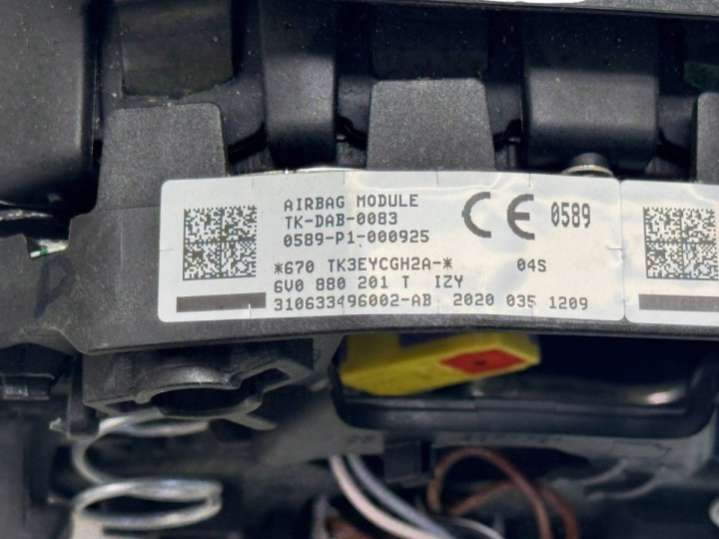 AIRBAG MODULE
TK-DAB-0083
0589-P1-000925
CE 0589
*670 TK3EYCGH2A-* 04S
6V0 880 201 T IZY
310633496002-AB 2020 035 1209